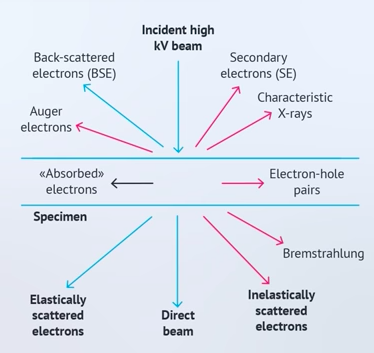 Incident high
kV beam
Back-scattered
electrons (BSE)
Secondary
electrons (SE)
Auger
electrons
Characteristic
X-rays
«Absorbed»
electrons
Electron-hole
pairs
Specimen
Bremstrahlung
Elastically
scattered
electrons
Direct
beam
Inelastically
scattered
electrons